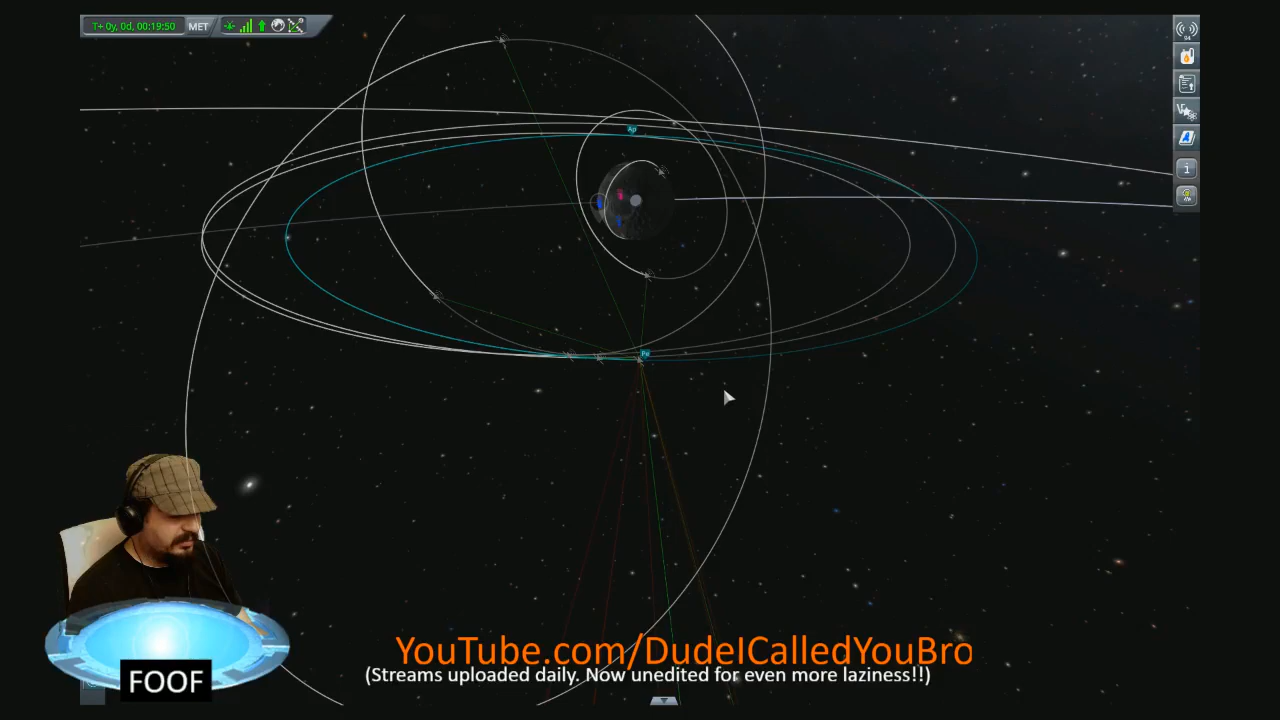 T+ 0y, 0d, 00:19:50 MET
Ap
Pe
YouTube.com/DudeICalledYouBro
(Streams uploaded daily. Now unedited for even more laziness!!)
FOOF